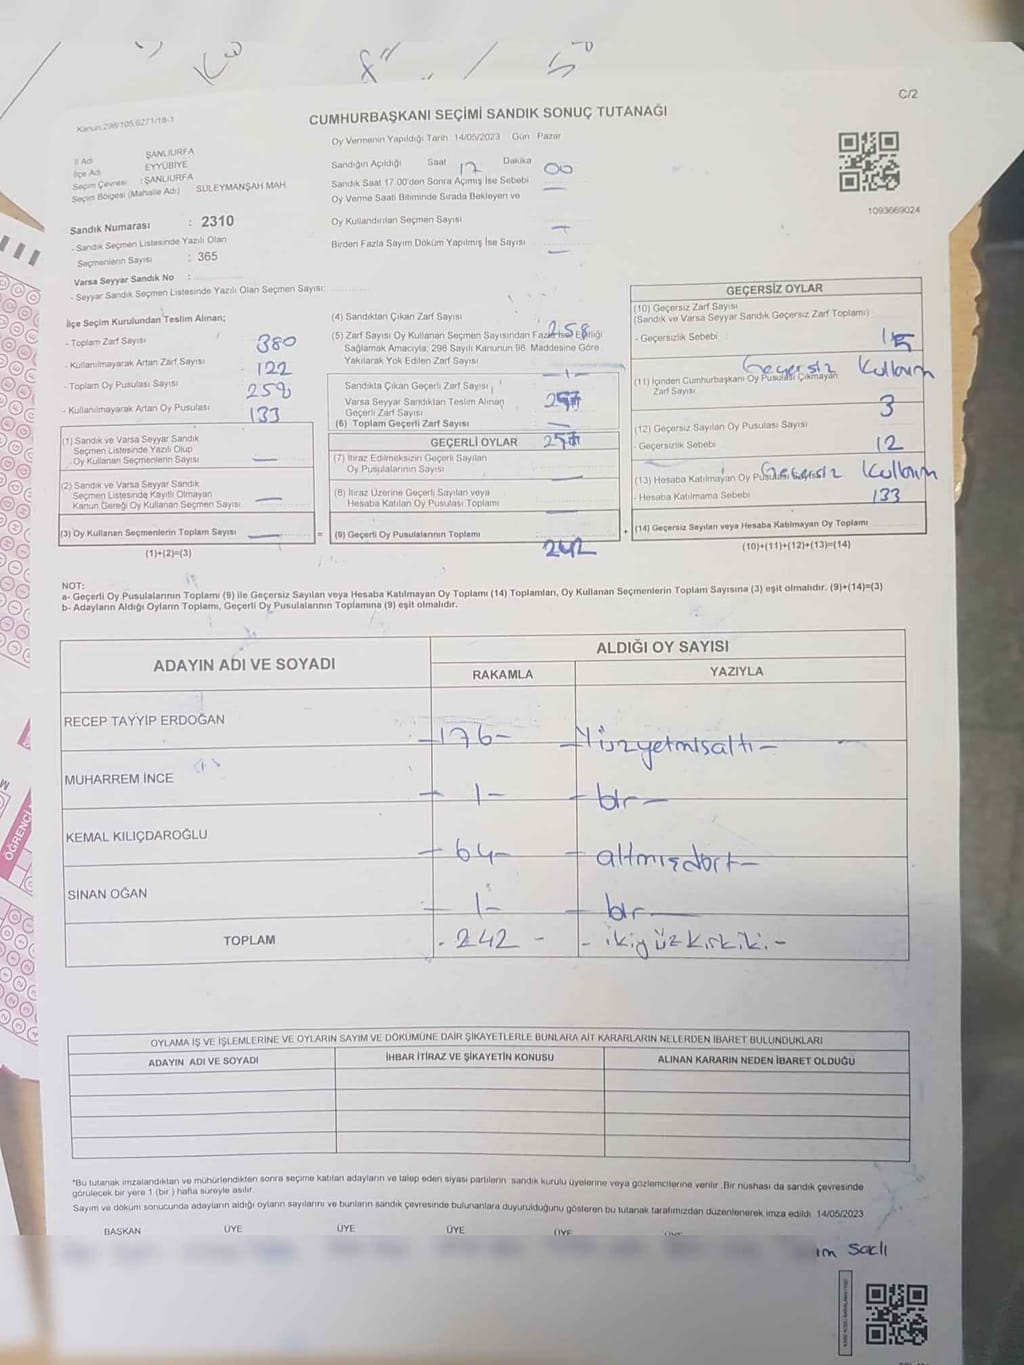 C/2
Kanun:298/105,6271/18-1
CUMHURBAŞKANI SEÇİMİ SANDIK SONUÇ TUTANAĞI
Oy Vermenin Yapıldığı Tarih 14/05/2023 Gün Pazar
İl Adı ŞANLIURFA
İlçe Adı EYYÜBİYE
Seçim Çevresi : ŞANLIURFA
Seçim Bölgesi (Mahalle Adı) SÜLEYMANŞAH MAH.
Sandığın Açıldığı Saat 17 Dakika 00
Sandık Saat 17:00'den Sonra Açımış İse Sebebi
Oy Verme Saati Bitiminde Sırada Bekleyen ve
Oy Kullandırılan Seçmen Sayısı
Birden Fazla Sayım Döküm Yapılmış İse Sayısı
1093669024
Sandık Numarası : 2310
- Sandık Seçmen Listesinde Yazılı Olan
Seçmenlerin Sayısı : 365
Varsa Seyyar Sandık No :
- Seyyar Sandık Seçmen Listesinde Yazılı Olan Seçmen Sayısı:
İlçe Seçim Kurulundan Teslim Alınan;
- Toplam Zarf Sayısı 380
- Kullanılmayarak Artan Zarf Sayısı 122
- Toplam Oy Pusulası Sayısı 258
- Kullanılmayarak Artan Oy Pusulası 133
(1) Sandık ve Varsa Seyyar Sandık
Seçmen Listesinde Yazılı Olup
Oy Kullanan Seçmenlerin Sayısı —
(2) Sandık ve Varsa Seyyar Sandık
Seçmen Listesinde Kayıtlı Olmayan
Kanun Gereği Oy Kullanan Seçmen Sayısı —
(3) Oy Kullanan Seçmenlerin Toplam Sayısı —
(1)+(2)=(3)
(4) Sandıktan Çıkan Zarf Sayısı
258
(5) Zarf Sayısı Oy Kullanan Seçmen Sayısından Fazla İse Eşitliği
Sağlamak Amacıyla; 298 Sayılı Kanunun 98. Maddesine Göre
Yakılarak Yok Edilen Zarf Sayısı
-1-
Sandıkta Çıkan Geçerli Zarf Sayısı
Varsa Seyyar Sandıktan Teslim Alınan
Geçerli Zarf Sayısı
(6) Toplam Geçerli Zarf Sayısı
GEÇERLİ OYLAR
(7) İtiraz Edilmeksizin Geçerli Sayılan
Oy Pusulalarının Sayısı
(8) İtiraz Üzerine Geçerli Sayılan veya
Hesaba Katılan Oy Pusulası Toplamı
= (9) Geçerli Oy Pusulalarının Toplamı +
242
GEÇERSİZ OYLAR
(10) Geçersiz Zarf Sayısı
(Sandık ve Varsa Seyyar Sandık Geçersiz Zarf Toplamı)
- Geçersizlik Sebebi
Geçersiz Kullanım
(11) İçinden Cumhurbaşkanı Oy Pusulası Çıkmayan
Zarf Sayısı
3
(12) Geçersiz Sayılan Oy Pusulası Sayısı
- Geçersizlik Sebebi 12
Geçersiz Kullanım
(13) Hesaba Katılmayan Oy Pusulası Sayısı
- Hesaba Katılmama Sebebi 133
(14) Geçersiz Sayılan veya Hesaba Katılmayan Oy Toplamı
(10)+(11)+(12)+(13)=(14)
NOT:
a- Geçerli Oy Pusulalarının Toplamı (9) ile Geçersiz Sayılan veya Hesaba Katılmayan Oy Toplamı (14) Toplamları, Oy Kullanan Seçmenlerin Toplam Sayısına (3) eşit olmalıdır. (9)+(14)=(3)
b- Adayların Aldığı Oyların Toplamı, Geçerli Oy Pusulalarının Toplamına (9) eşit olmalıdır.
ADAYIN ADI VE SOYADI
ALDIĞI OY SAYISI
RAKAMLA YAZIYLA
RECEP TAYYİP ERDOĞAN -176- -Yüzyetmisaltı-
MUHARREM İNCE - 1- - bir -
KEMAL KILIÇDAROĞLU - 64- - altmışdört-
SİNAN OĞAN - 1- - bir -
TOPLAM - 242 - - ikiyüzkırkiki -
OYLAMA İŞ VE İŞLEMLERİNE VE OYLARIN SAYIM VE DÖKÜMÜNE DAİR ŞİKAYETLERLE BUNLARA AİT KARARLARIN NELERDEN İBARET BULUNDUKLARI
ADAYIN ADI VE SOYADI İHBAR İTİRAZ VE ŞİKAYETİN KONUSU ALINAN KARARIN NEDEN İBARET OLDUĞU
*Bu tutanak imzalandıktan ve mühürlendikten sonra seçime katılan adayların ve talep eden siyasi partilerin sandık kurulu üyelerine veya gözlemcilerine verilir. Bir nüshası da sandık çevresinde
görülecek bir yere 1 (bir ) hafta süreyle asılır.
Sayım ve döküm sonucunda adayların aldığı oyların sayılarını ve bunların sandık çevresinde bulunanlara duyurulduğunu gösteren bu tutanak tarafımızdan düzenlenerek imza edildi. 14/05/2023
BAŞKAN ÜYE ÜYE ÜYE ÜYE